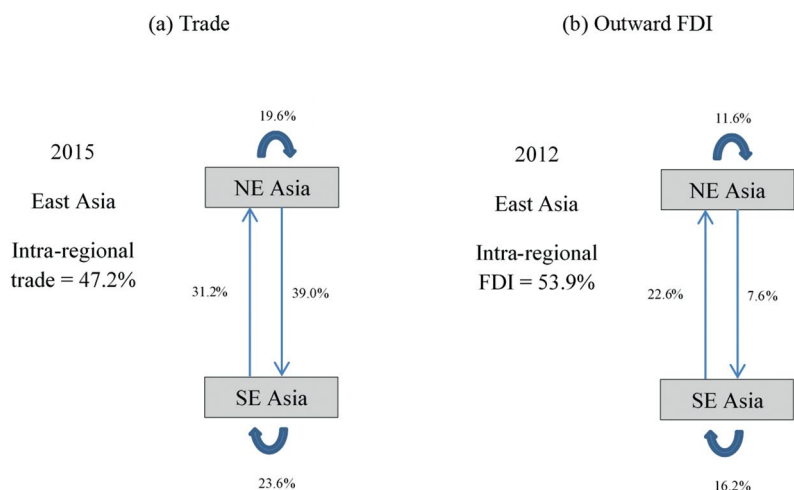 (a) Trade
2015
East Asia
Intra-regional
trade = 47.2%
19.6%
NE Asia
31.2%
39.0%
SE Asia
23.6%
(b) Outward FDI
2012
East Asia
Intra-regional
FDI = 53.9%
11.6%
NE Asia
22.6%
7.6%
SE Asia
16.2%